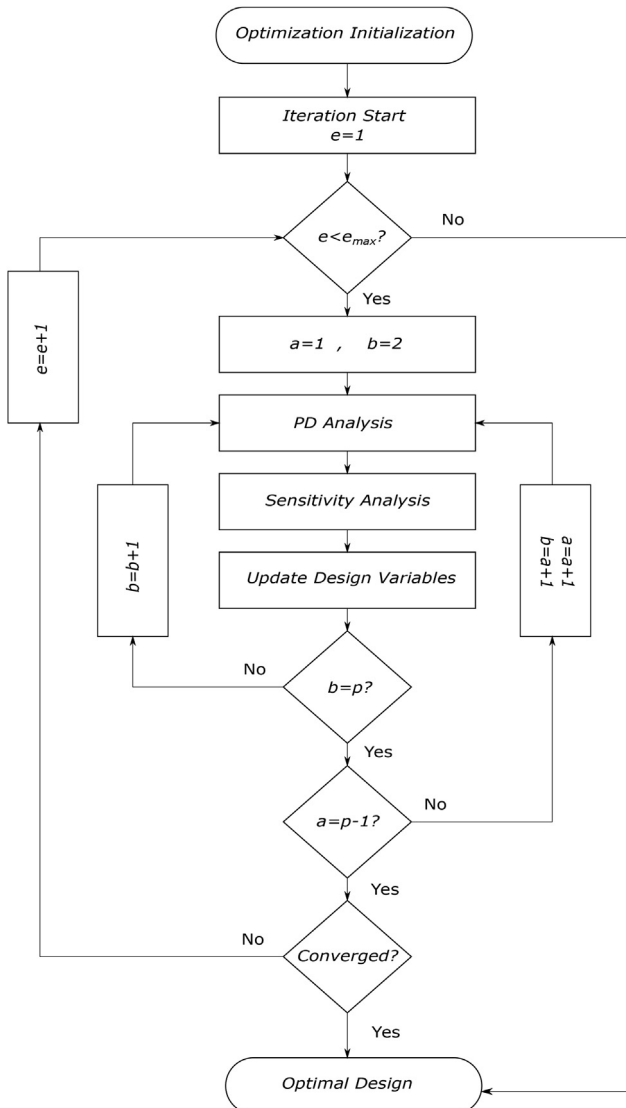 Optimization Initialization
Iteration Start
e=1
e<emax?
No
Yes
e=e+1
a=1 , b=2
PD Analysis
Sensitivity Analysis
b=b+1
a=a+1
b=a+1
Update Design Variables
No
b=p?
Yes
a=p-1?
No
Yes
No
Converged?
Yes
Optimal Design